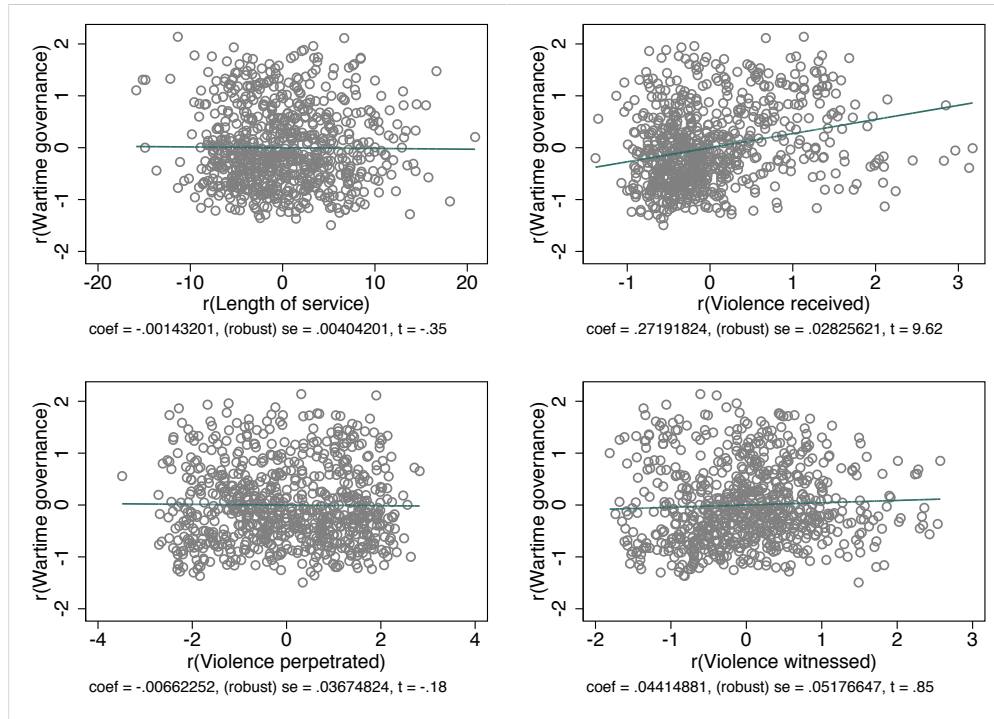 r(Wartime governance)
2
1
0
-1
-2
-20 -10 0 10 20
r(Length of service)
coef = -.00143201, (robust) se = .00404201, t = -.35
r(Wartime governance)
2
1
0
-1
-2
-1 0 1 2 3
r(Violence received)
coef = .27191824, (robust) se = .02825621, t = 9.62
r(Wartime governance)
2
1
0
-1
-2
-4 -2 0 2 4
r(Violence perpetrated)
coef = -.00662252, (robust) se = .03674824, t = -.18
r(Wartime governance)
2
1
0
-1
-2
-2 -1 0 1 2 3
r(Violence witnessed)
coef = .04414881, (robust) se = .05176647, t = .85